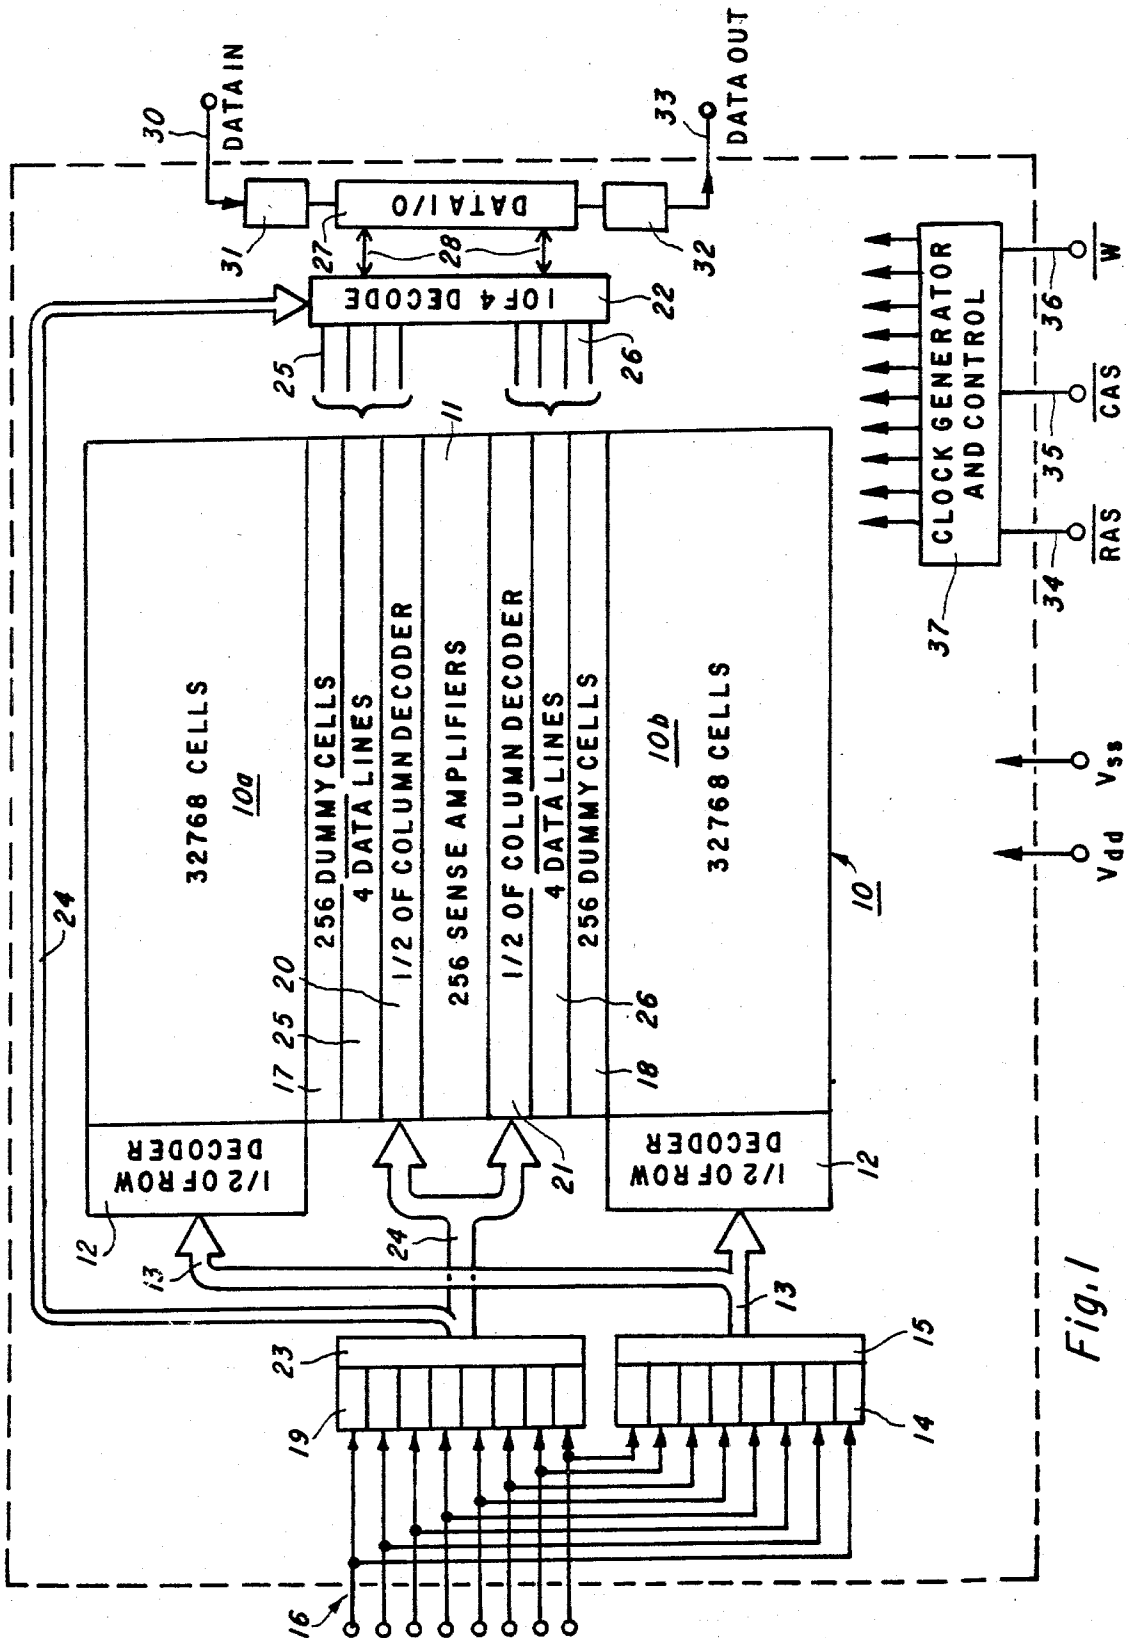 24
32768 CELLS
10a
12
1/2 OF ROW
DECODER
13
17
256 DUMMY CELLS
25
4 DATA LINES
20
1/2 OF COLUMN DECODER
256 SENSE AMPLIFIERS
11
1/2 OF COLUMN DECODER
21
4 DATA LINES
26
256 DUMMY CELLS
18
10b
32768 CELLS
10
1/2 OF ROW
DECODER
12
13
24
23
19
15
14
16
25
26
1 OF 4 DECODE
22
28
27
DATA I/O
31
30
DATA IN
32
33
DATA OUT
CLOCK GENERATOR
AND CONTROL
37
34
RAS
35
CAS
36
W
Vdd
Vss
Fig. 1